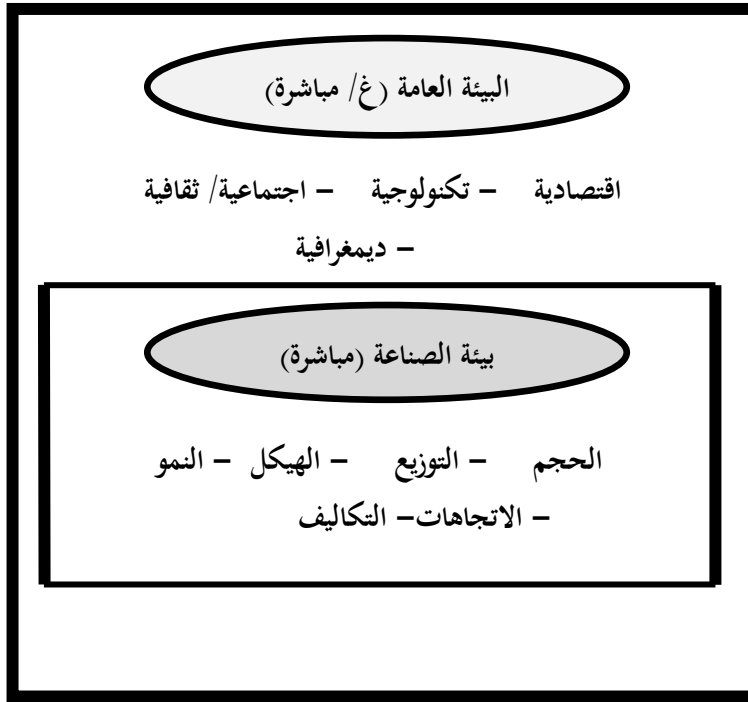 البيئة العامة (غ/ مباشرة)
اقتصادية – تكنولوجية – اجتماعية/ ثقافية
– ديمغرافية
بيئة الصناعة (مباشرة)
الحجم – التوزيع – الهيكل – النمو
– الاتجاهات– التكاليف